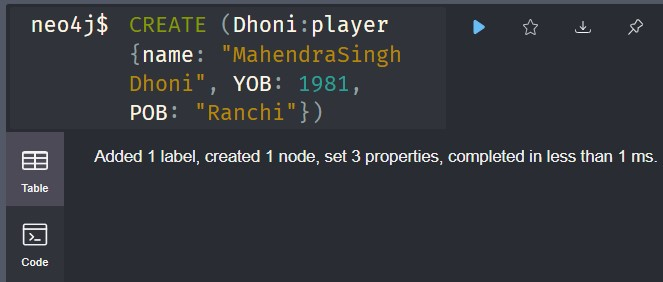 neo4j$ CREATE (Dhoni:player
{name: "MahendraSingh
Dhoni", YOB: 1981,
POB: "Ranchi"})
Added 1 label, created 1 node, set 3 properties, completed in less than 1 ms.
Table
Code